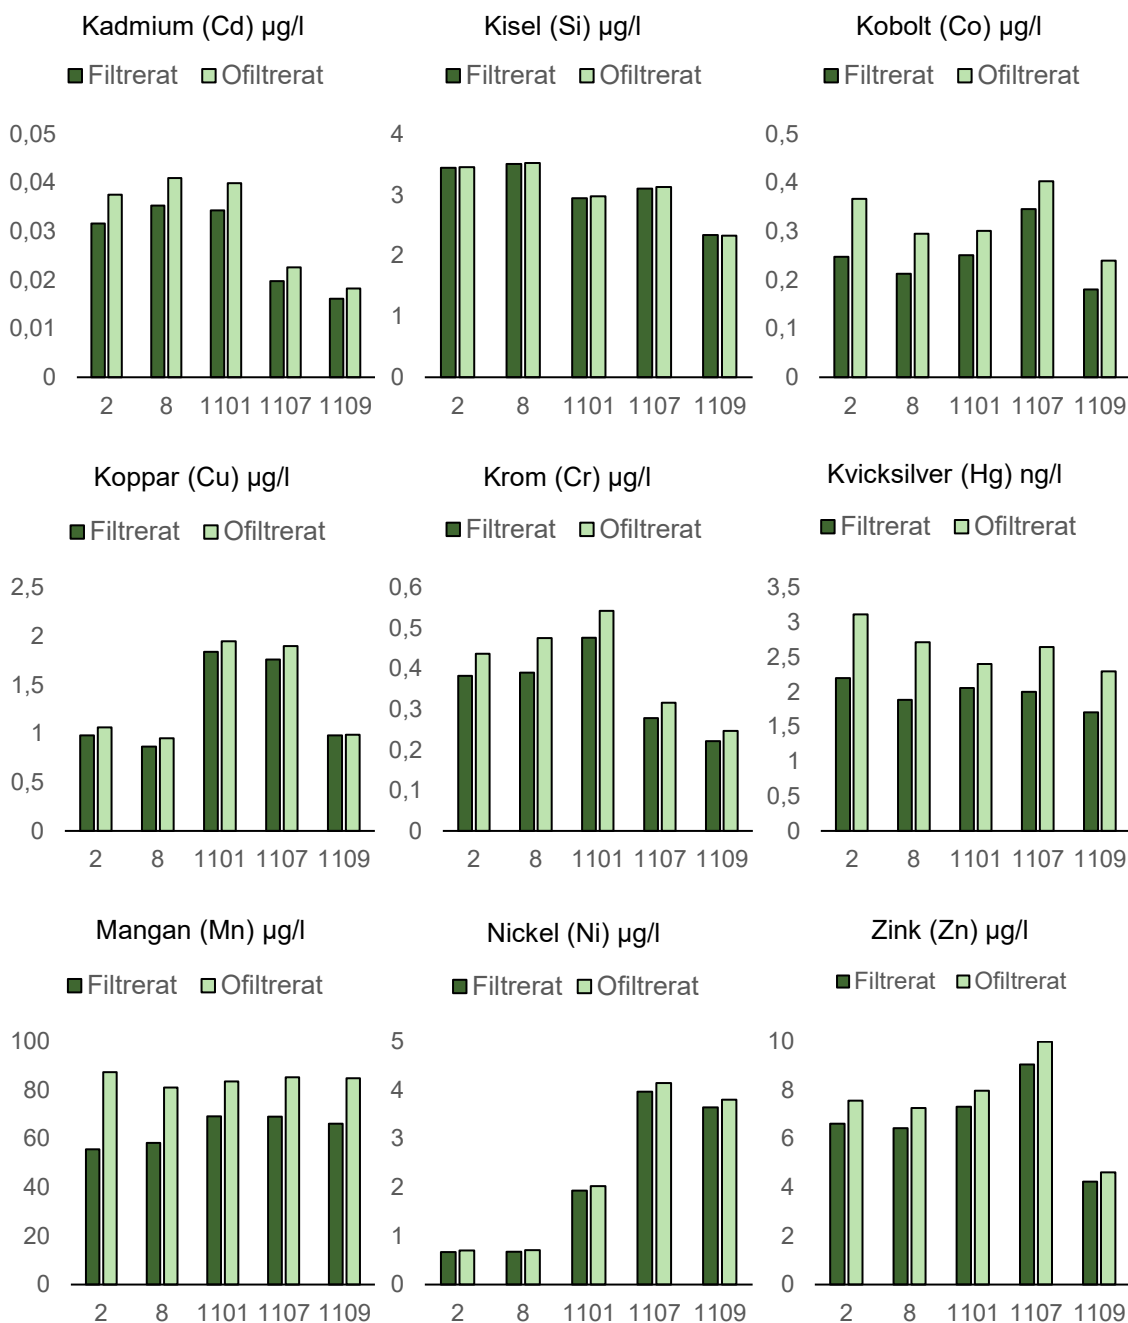 Kadmium (Cd) µg/l
Filtrerat Ofiltrerat
0,05
0,04
0,03
0,02
0,01
0
2 8 1101 1107 1109
Kisel (Si) µg/l
Filtrerat Ofiltrerat
4
3
2
1
0
2 8 1101 1107 1109
Kobolt (Co) µg/l
Filtrerat Ofiltrerat
0,5
0,4
0,3
0,2
0,1
0
2 8 1101 1107 1109
Koppar (Cu) µg/l
Filtrerat Ofiltrerat
2,5
2
1,5
1
0,5
0
2 8 1101 1107 1109
Krom (Cr) µg/l
Filtrerat Ofiltrerat
0,6
0,5
0,4
0,3
0,2
0,1
0
2 8 1101 1107 1109
Kvicksilver (Hg) ng/l
Filtrerat Ofiltrerat
3,5
3
2,5
2
1,5
1
0,5
0
2 8 1101 1107 1109
Mangan (Mn) µg/l
Filtrerat Ofiltrerat
100
80
60
40
20
0
2 8 1101 1107 1109
Nickel (Ni) µg/l
Filtrerat Ofiltrerat
5
4
3
2
1
0
2 8 1101 1107 1109
Zink (Zn) µg/l
Filtrerat Ofiltrerat
10
8
6
4
2
0
2 8 1101 1107 1109